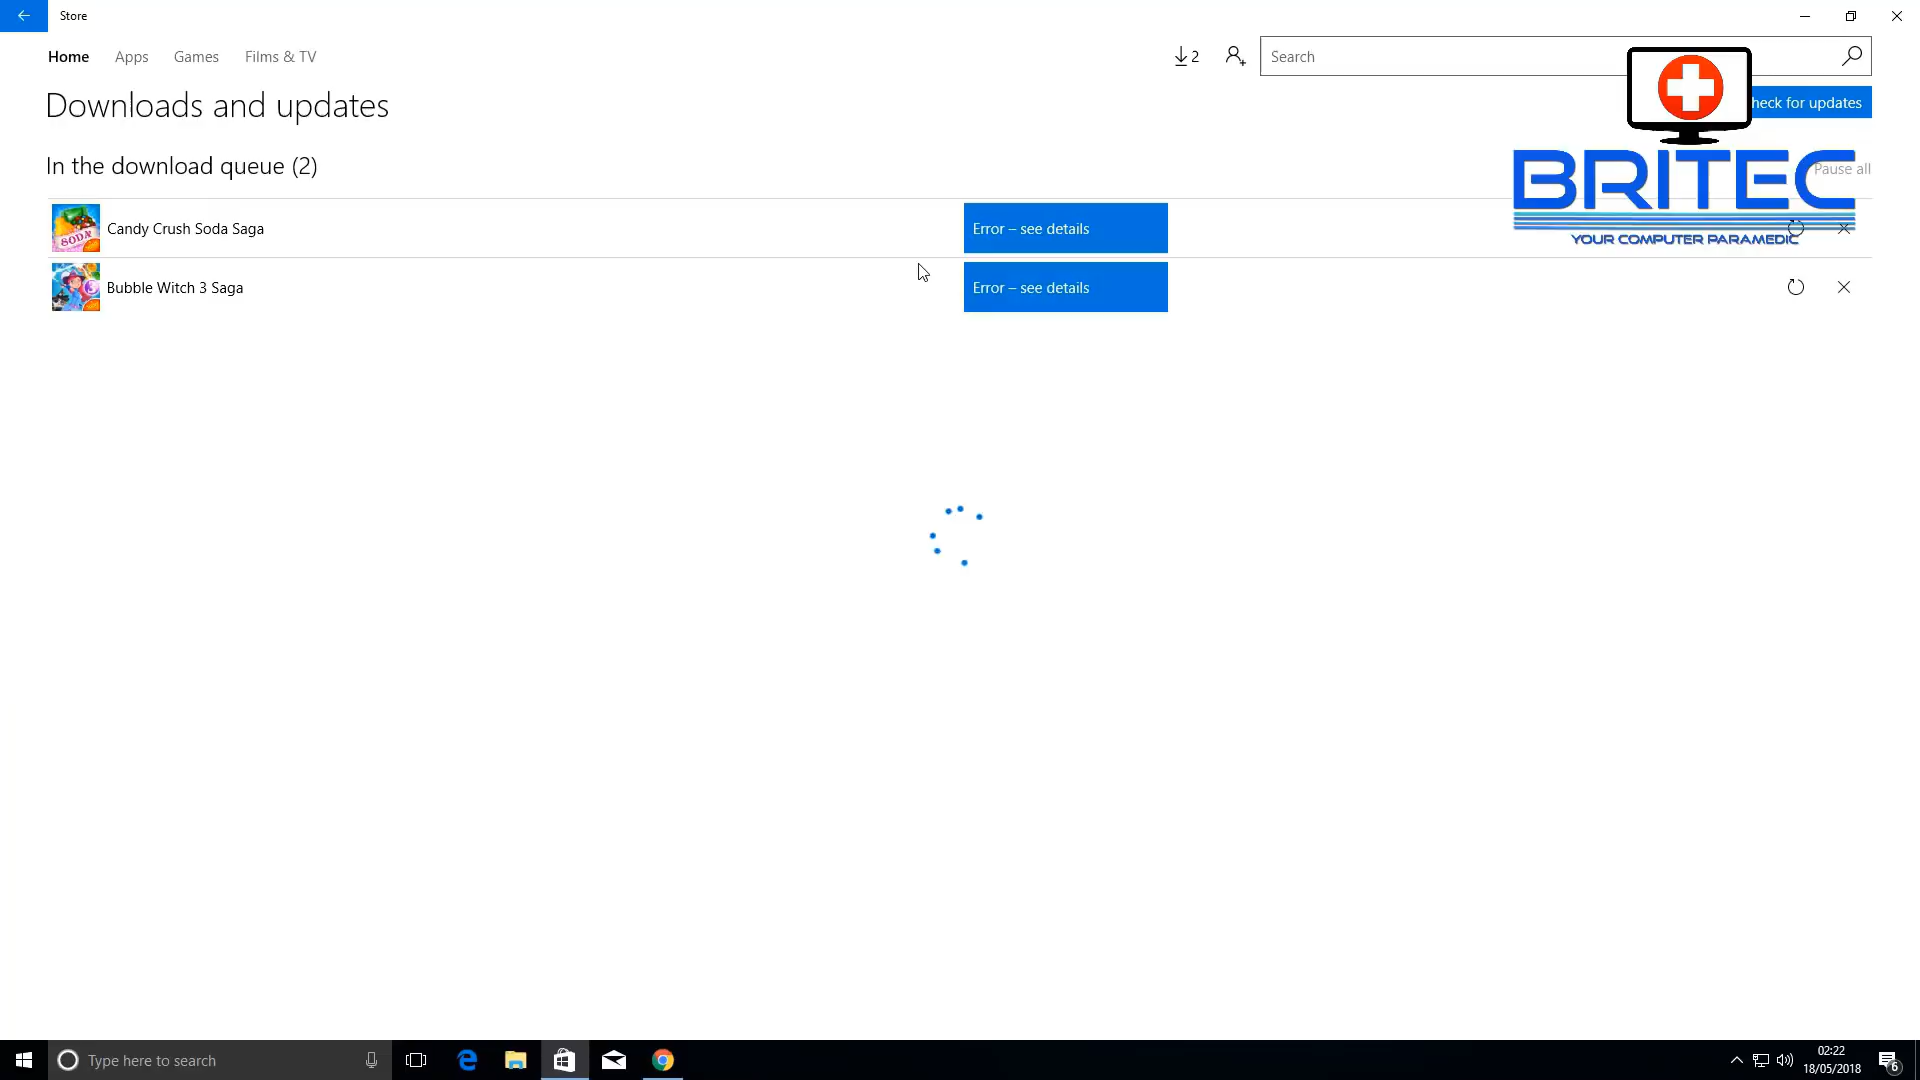 Store
Home Apps Games Films & TV
2
Search
Downloads and updates
heck for updates
In the download queue (2)
Pause all
BRITEC
YOUR COMPUTER PARAMEDIC
SODA
Candy Crush Soda Saga
Error – see details
Bubble Witch 3 Saga
Error – see details
Type here to search
02:22
18/05/2018
6